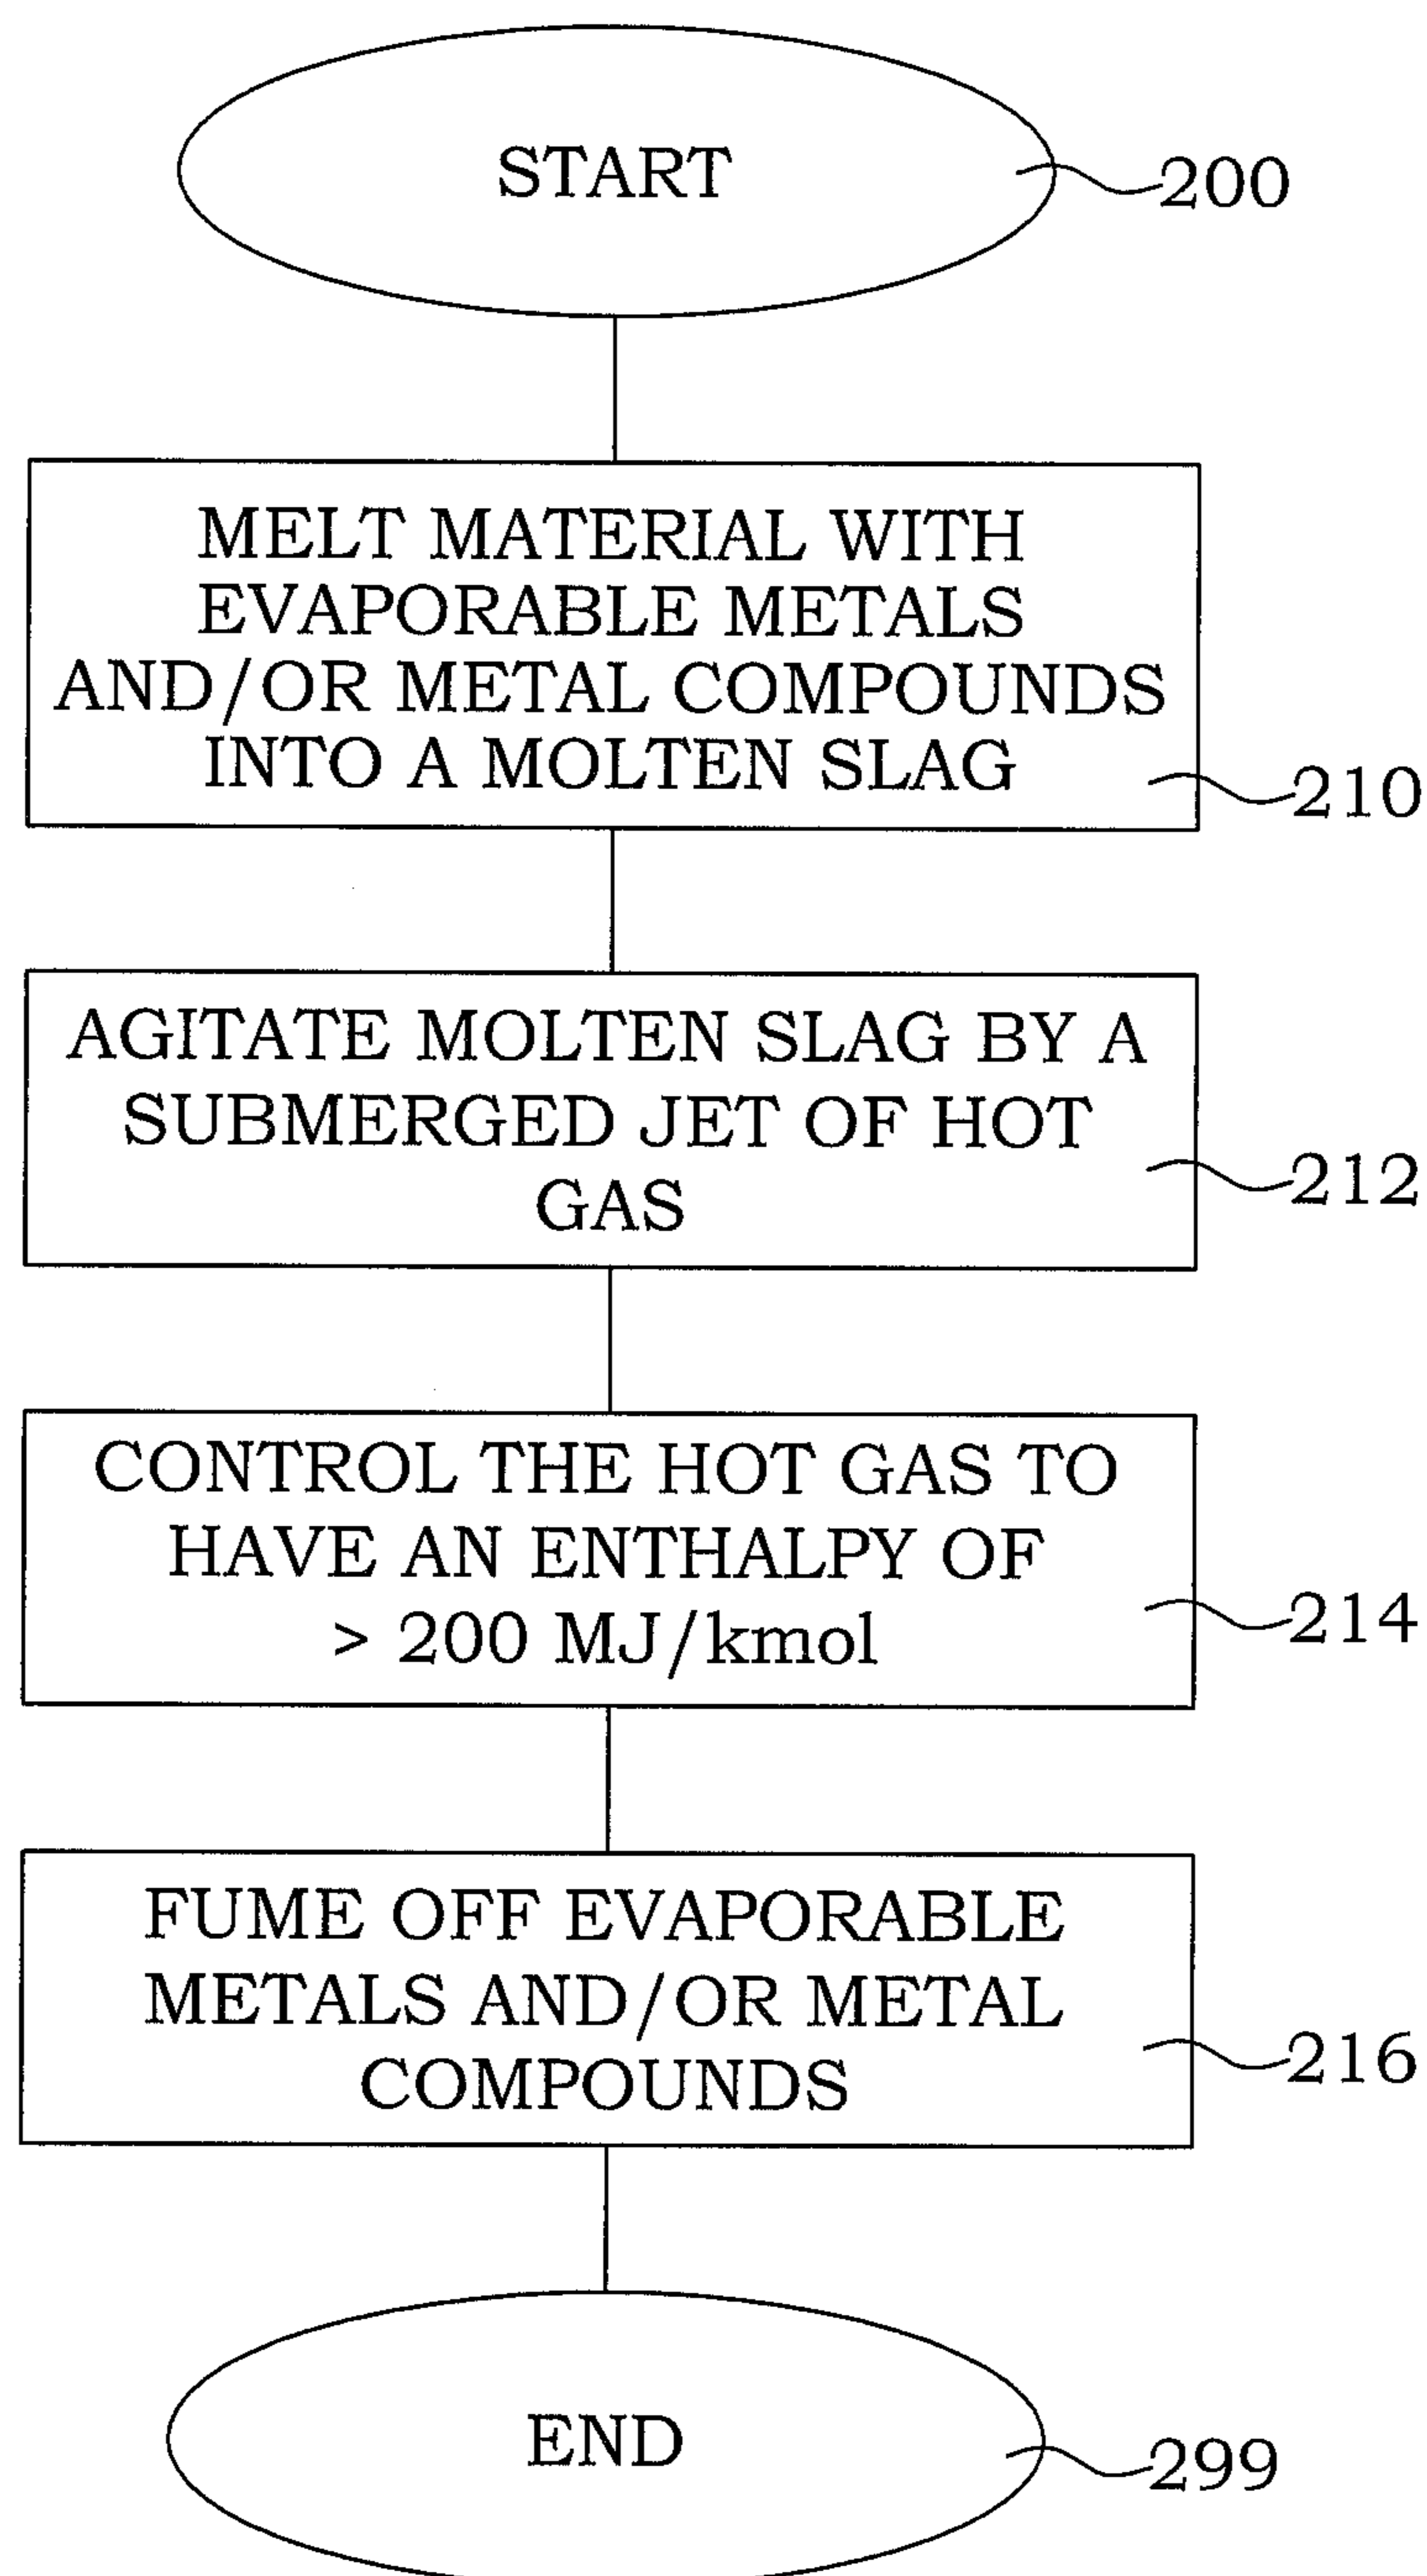 START
200
MELT MATERIAL WITH
EVAPORABLE METALS
AND/OR METAL COMPOUNDS
INTO A MOLTEN SLAG
210
AGITATE MOLTEN SLAG BY A
SUBMERGED JET OF HOT
GAS
212
CONTROL THE HOT GAS TO
HAVE AN ENTHALPY OF
> 200 MJ/kmol
214
FUME OFF EVAPORABLE
METALS AND/OR METAL
COMPOUNDS
216
END
299